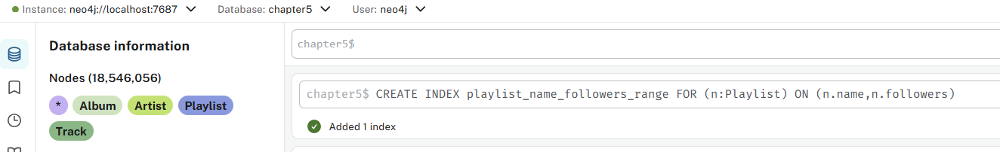 Instance: neo4j://localhost:7687 Database: chapter5 User: neo4j
Database information
Nodes (18,546,056)
* Album Artist Playlist
Track
chapter5$
chapter5$ CREATE INDEX playlist_name_followers_range FOR (n:Playlist) ON (n.name,n.followers)
Added 1 index